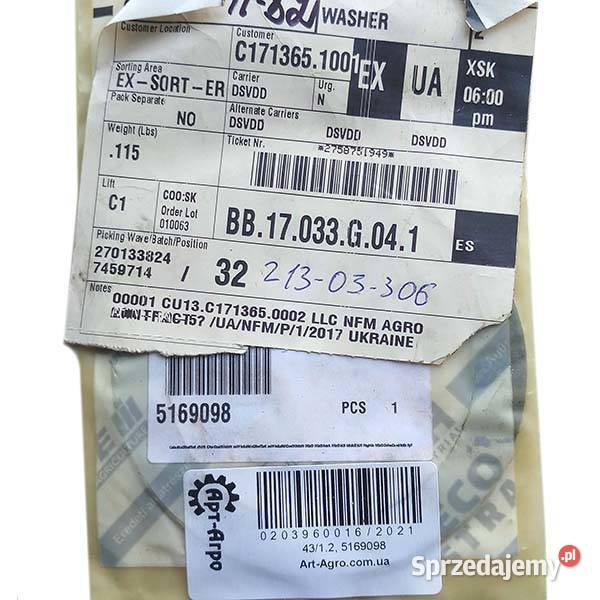 WASHER
Customer Location
Customer
C171365.1001
EX
UA
XSK
06:00
pm
Sorting Area
EX-SORT-ER
Carrier
DSVDD
Urg.
N
Pack Separate
NO
Alternate Carriers
DSVDD
DSVDD
DSVDD
Weight (Lbs)
.115
Ticket Nr.
*2758751949*
Lift
C1
COO:SK
Order Lot
010063
BB.17.033.G.04.1
ES
Picking Wave/Batch/Position
270133824
7459714 / 32 213-03-306
Notes
00001 CU13.C171365.0002 LLC NFM AGRO
/UA/NFM/P/1/2017 UKRAINE
5169098
PCS 1
Арт-Агро
0203960016/2021
43/1.2, 5169098
Art-Agro.com.ua
Sprzedajemy.pl